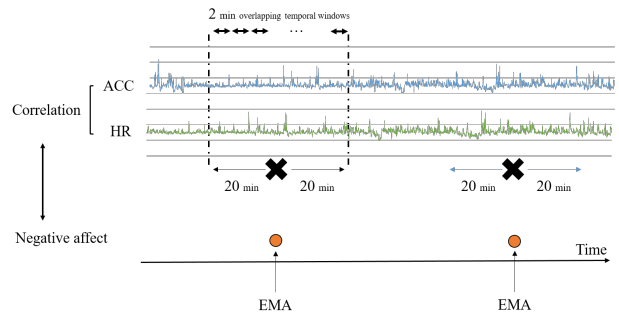 2 min overlapping temporal windows
...
ACC
Correlation
HR
20 min 20 min 20 min 20 min
Negative affect
Time
EMA EMA